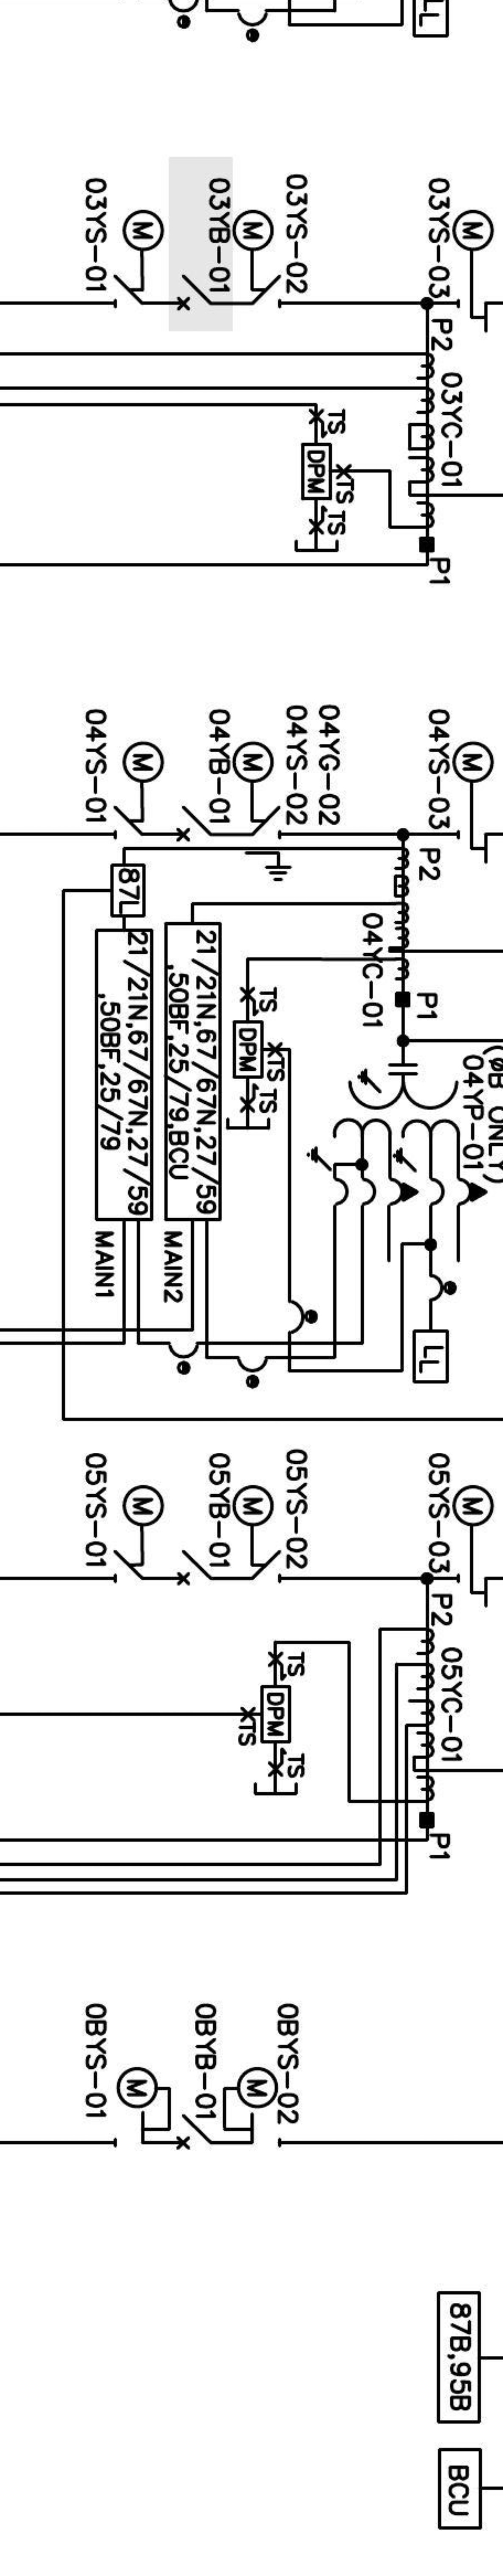 LL
03YS-01
03YB-01
03YS-02
03YS-03
M
M
M
P2
03YC-01
TS
DPM
TS
TS
P1
04YS-01
04YB-01
04YS-02
04YG-02
04YS-03
M
M
M
P2
87L
21/21N,67/67N,27/59
,50BF,25/79
MAIN1
21/21N,67/67N,27/59
,50BF,25/79,BCU
MAIN2
04YC-01
TS
DPM
TS
TS
P1
04YP-01
(ØB ONLY)
LL
05YS-01
05YB-01
05YS-02
05YS-03
M
M
M
P2
05YC-01
TS
DPM
TS
TS
P1
0BYS-01
0BYB-01
0BYS-02
M
M
87B,95B
BCU